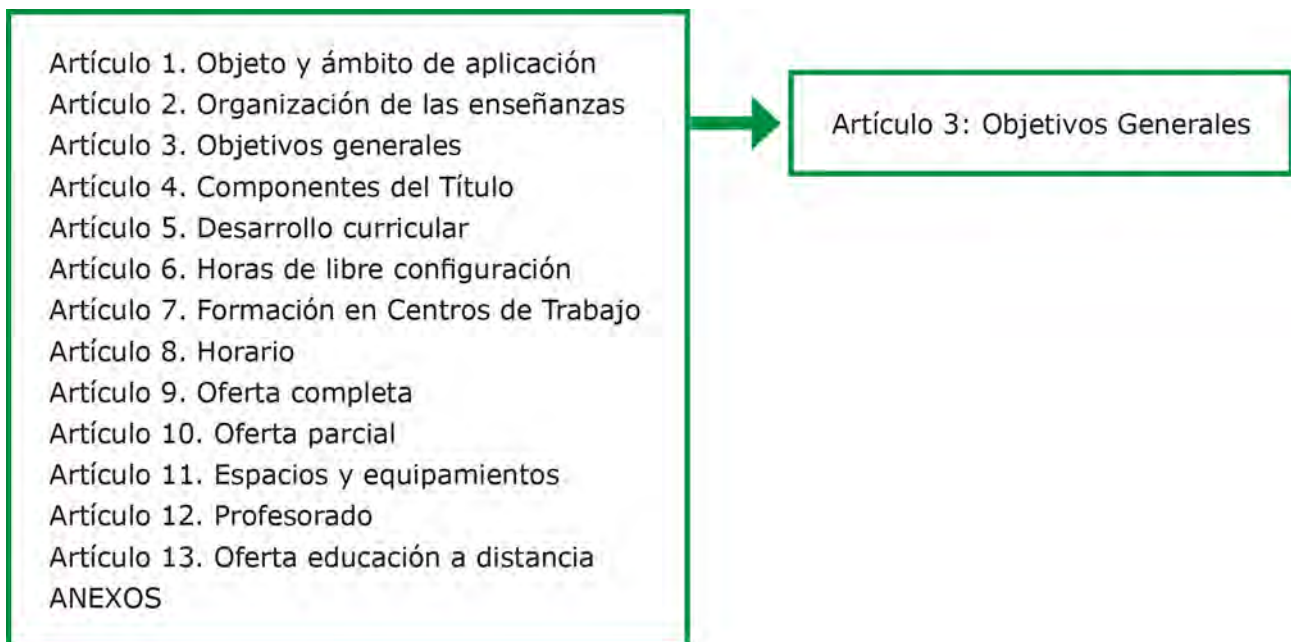 Artículo 1. Objeto y ámbito de aplicación
Artículo 2. Organización de las enseñanzas
Artículo 3. Objetivos generales
Artículo 4. Componentes del Título
Artículo 5. Desarrollo curricular
Artículo 6. Horas de libre configuración
Artículo 7. Formación en Centros de Trabajo
Artículo 8. Horario
Artículo 9. Oferta completa
Artículo 10. Oferta parcial
Artículo 11. Espacios y equipamientos
Artículo 12. Profesorado
Artículo 13. Oferta educación a distancia
ANEXOS
Artículo 3: Objetivos Generales